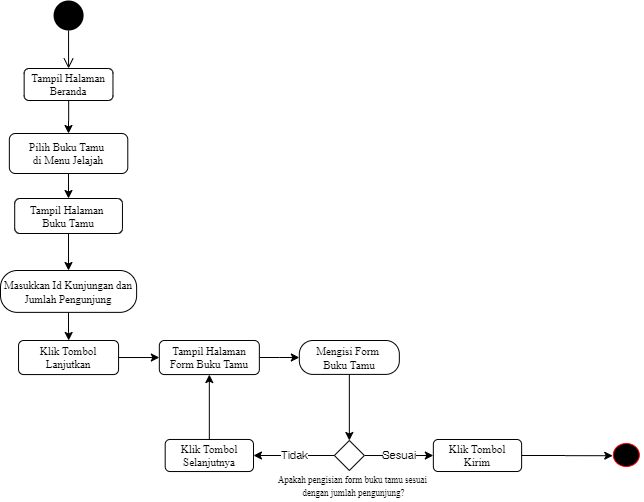 Tampil Halaman
Beranda
Pilih Buku Tamu
di Menu Jelajah
Tampil Halaman
Buku Tamu
Masukkan Id Kunjungan dan
Jumlah Pengunjung
Klik Tombol
Lanjutkan
Tampil Halaman
Form Buku Tamu
Mengisi Form
Buku Tamu
Klik Tombol
Selanjutnya
Tidak
Sesuai
Klik Tombol
Kirim
Apakah pengisian form buku tamu sesuai
dengan jumlah pengunjung?